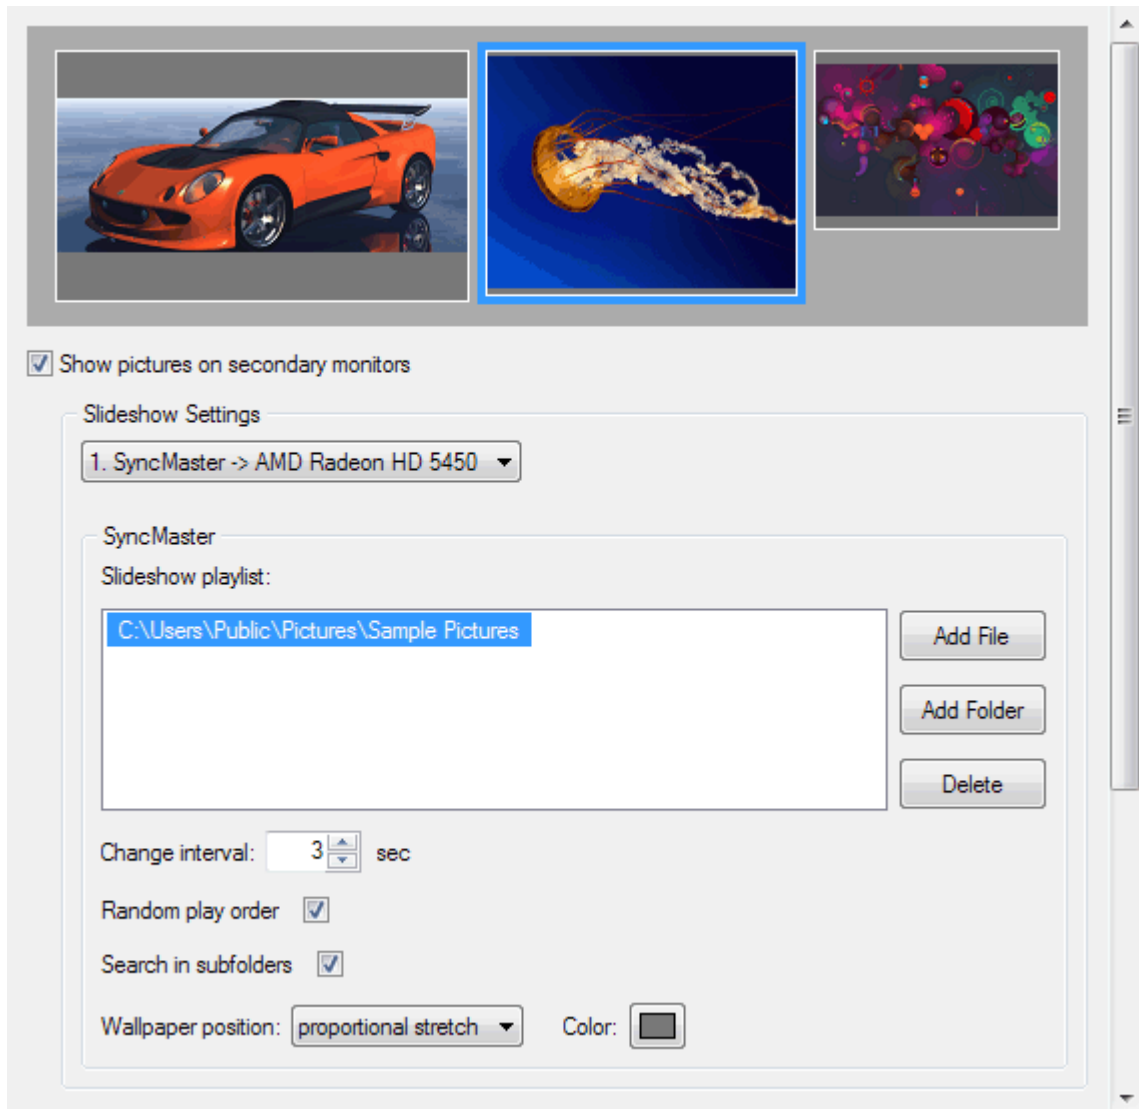 Show pictures on secondary monitors
Slideshow Settings
1. SyncMaster -> AMD Radeon HD 5450
SyncMaster
Slideshow playlist:
C:\Users\Public\Pictures\Sample Pictures
Add File
Add Folder
Delete
Change interval: 3 sec
Random play order
Search in subfolders
Wallpaper position: proportional stretch Color: